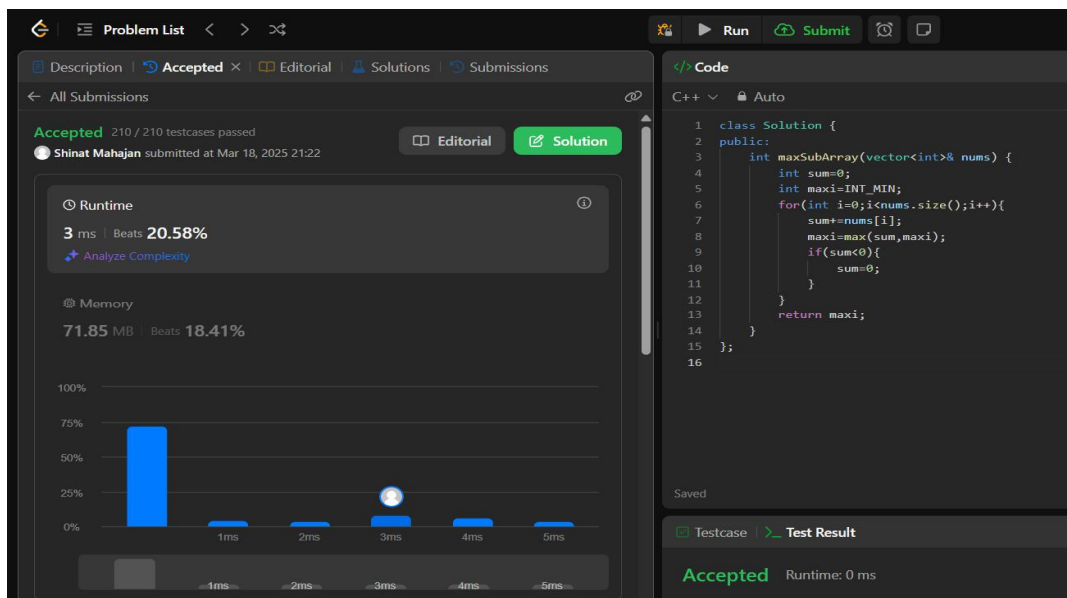 Problem List
Run
Submit
Description
Accepted
Editorial
Solutions
Submissions
All Submissions
Accepted 210 / 210 testcases passed
Shinat Mahajan submitted at Mar 18, 2025 21:22
Editorial
Solution
Runtime
3 ms Beats 20.58%
Analyze Complexity
Memory
71.85 MB Beats 18.41%
100%
75%
50%
25%
0%
1ms 2ms 3ms 4ms 5ms
1ms 2ms 3ms 4ms 5ms
</> Code
C++ Auto
1 class Solution {
2 public:
3 int maxSubArray(vector<int>& nums) {
4 int sum=0;
5 int maxi=INT_MIN;
6 for(int i=0;i<nums.size();i++){
7 sum+=nums[i];
8 maxi=max(sum,maxi);
9 if(sum<0){
10 sum=0;
11 }
12 }
13 return maxi;
14 }
15 };
16
Saved
Testcase
>_ Test Result
Accepted Runtime: 0 ms